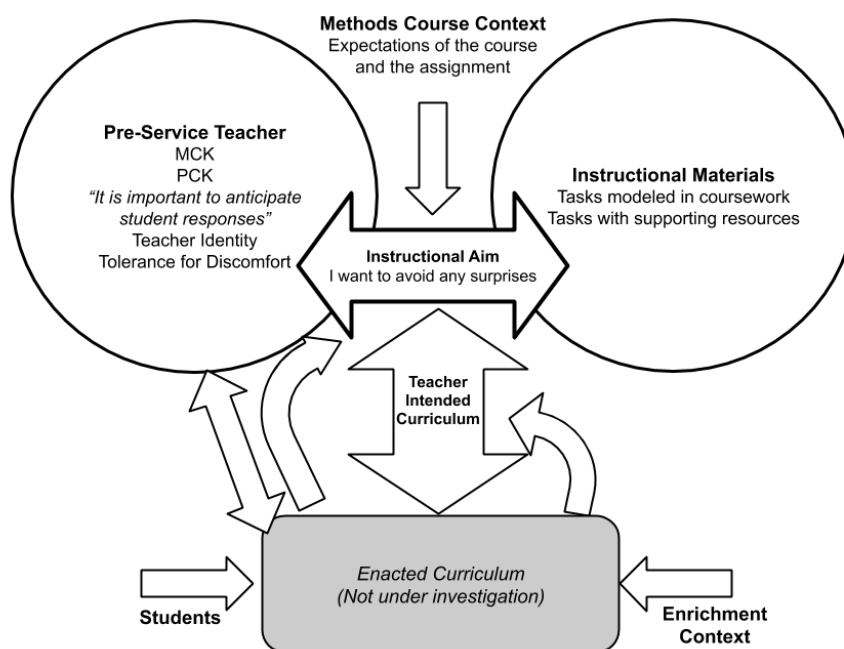 Methods Course Context
Expectations of the course
and the assignment
Pre-Service Teacher
MCK
PCK
“It is important to anticipate
student responses”
Teacher Identity
Tolerance for Discomfort
Instructional Aim
I want to avoid any surprises
Instructional Materials
Tasks modeled in coursework
Tasks with supporting resources
Teacher
Intended
Curriculum
Enacted Curriculum
(Not under investigation)
Students
Enrichment
Context